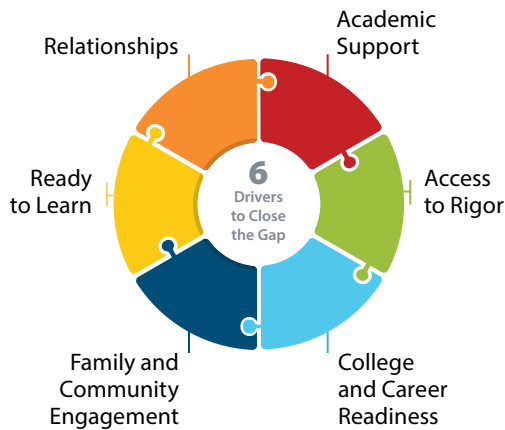 Relationships
Academic
Support
Access
to Rigor
College
and Career
Readiness
Family and
Community
Engagement
Ready
to Learn
6
Drivers
to Close
the Gap